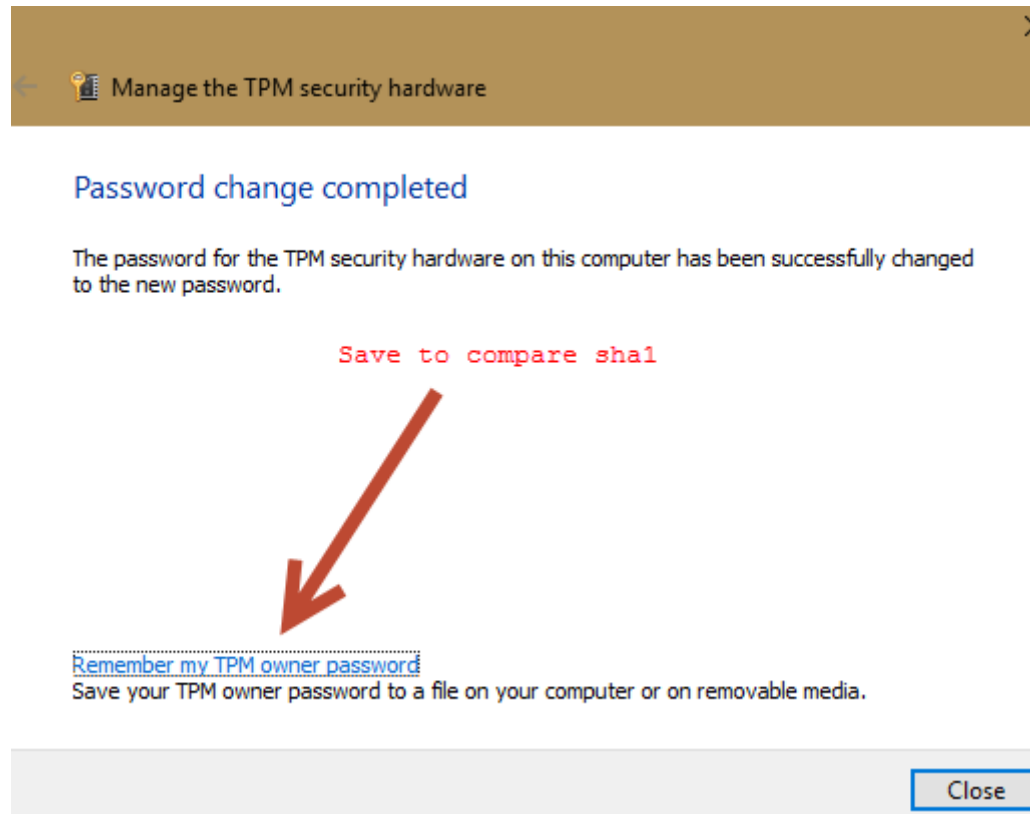 Manage the TPM security hardware
Password change completed
The password for the TPM security hardware on this computer has been successfully changed
to the new password.
Save to compare sha1
Remember my TPM owner password
Save your TPM owner password to a file on your computer or on removable media.
Close